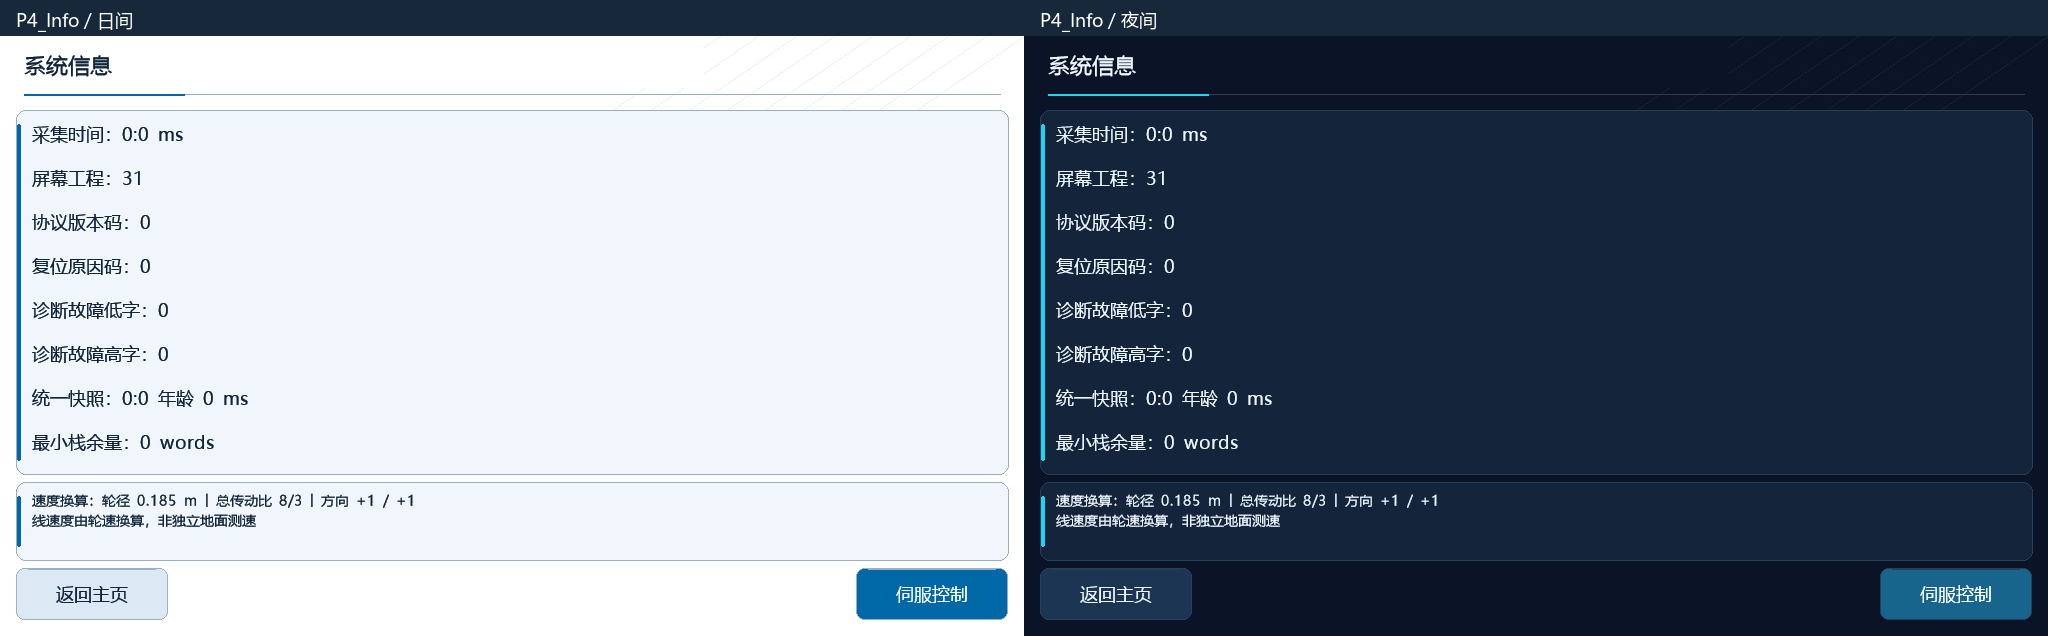 P4_Info / 日间
系统信息
采集时间：0:0 ms
屏幕工程：31
协议版本码：0
复位原因码：0
诊断故障低字：0
诊断故障高字：0
统一快照：0:0 年龄 0 ms
最小栈余量：0 words
速度换算：轮径 0.185 m | 总传动比 8/3 | 方向 +1 / +1
线速度由轮速换算，非独立地面测速
返回主页
伺服控制
P4_Info / 夜间
系统信息
采集时间：0:0 ms
屏幕工程：31
协议版本码：0
复位原因码：0
诊断故障低字：0
诊断故障高字：0
统一快照：0:0 年龄 0 ms
最小栈余量：0 words
速度换算：轮径 0.185 m | 总传动比 8/3 | 方向 +1 / +1
线速度由轮速换算，非独立地面测速
返回主页
伺服控制